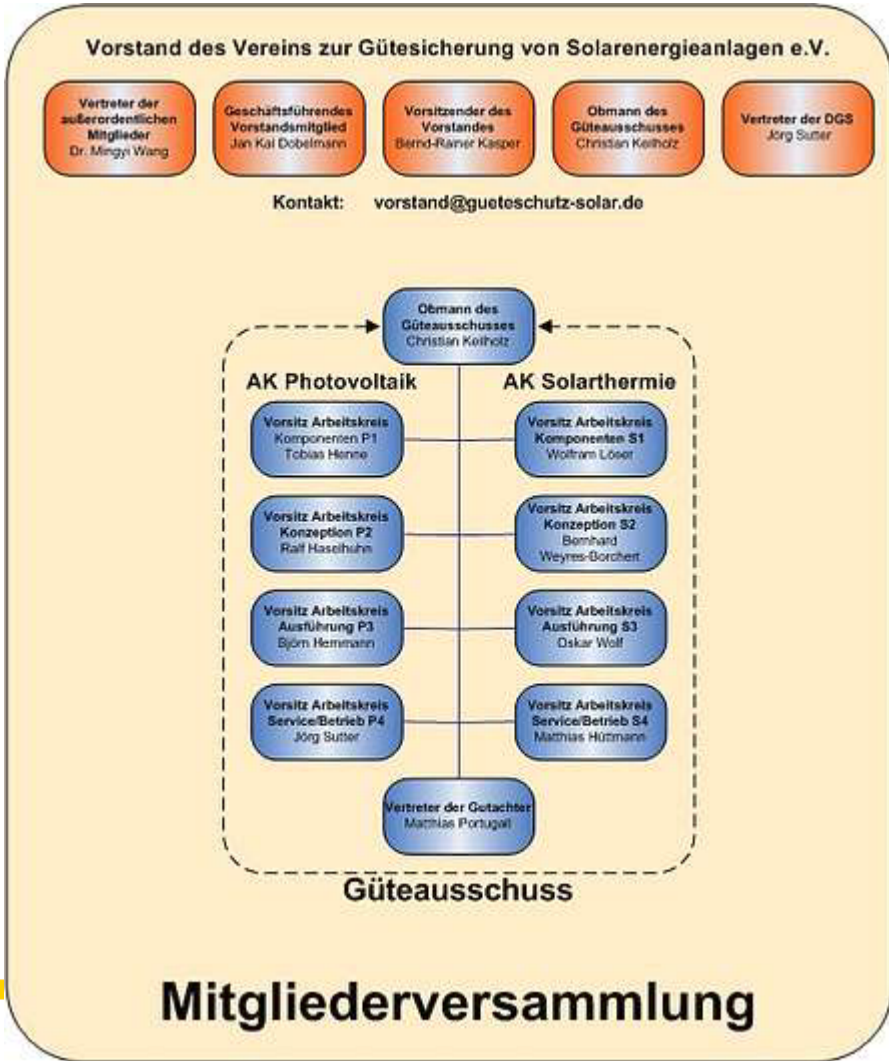 Vorstand des Vereins zur Gütesicherung von Solarenergieanlagen e.V.
Vertreter der
außerordentlichen
Mitglieder
Dr. Mingyi Wang
Geschäftsführendes
Vorstandsmitglied
Jan Kai Dobelmann
Vorsitzender des
Vorstandes
Bernd-Rainer Kasper
Obmann des
Güteausschusses
Christian Keilholz
Vertreter der DGS
Jörg Sutter
Kontakt: vorstand@gueteschutz-solar.de
Obmann des
Güteausschusses
Christian Keilholz
AK Photovoltaik
AK Solarthermie
Vorsitz Arbeitskreis
Komponenten P1
Tobias Henne
Vorsitz Arbeitskreis
Komponenten S1
Wolfram Löser
Vorsitz Arbeitskreis
Konzeption P2
Ralf Haselhuhn
Vorsitz Arbeitskreis
Konzeption S2
Bernhard
Weyres-Borchert
Vorsitz Arbeitskreis
Ausführung P3
Björn Hemmann
Vorsitz Arbeitskreis
Ausführung S3
Oskar Wolf
Vorsitz Arbeitskreis
Service/Betrieb P4
Jörg Sutter
Vorsitz Arbeitskreis
Service/Betrieb S4
Matthias Hüttmann
Vertreter der Gutachter
Matthias Portugall
Güteausschuss
Mitgliederversammlung